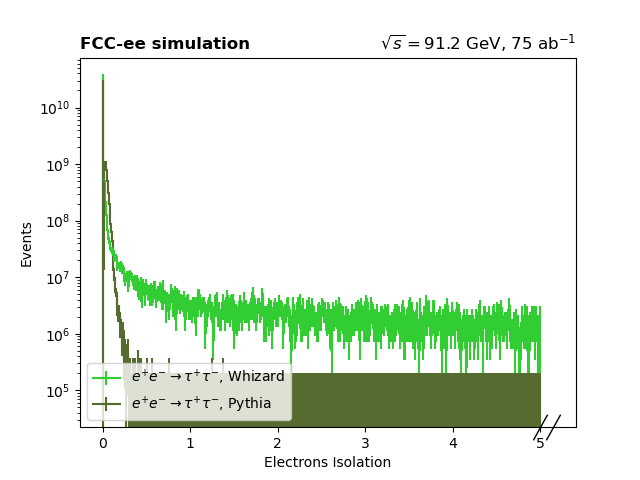 FCC-ee simulation
√s = 91.2 GeV, 75 ab⁻¹
Events
10¹⁰
10⁹
10⁸
10⁷
10⁶
10⁵
e⁺e⁻ → τ⁺τ⁻, Whizard
e⁺e⁻ → τ⁺τ⁻, Pythia
0 1 2 3 4 5
Electrons Isolation